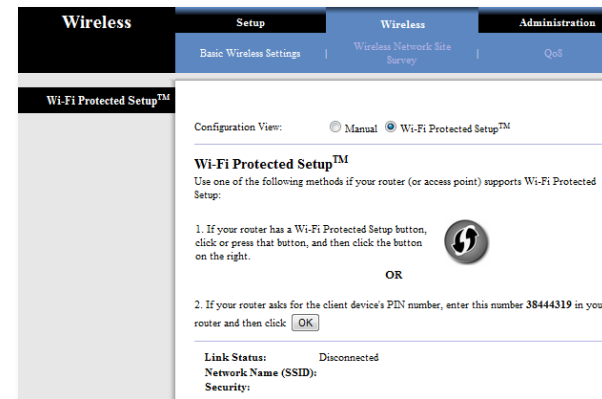 Wireless
Setup
Wireless
Administration
Basic Wireless Settings | Wireless Network Site Survey | QoS
Wi-Fi Protected Setup™
Configuration View: Manual Wi-Fi Protected Setup™
Wi-Fi Protected Setup™
Use one of the following methods if your router (or access point) supports Wi-Fi Protected
Setup:
1. If your router has a Wi-Fi Protected Setup button,
click or press that button, and then click the button
on the right.
OR
2. If your router asks for the client device's PIN number, enter this number 38444319 in you
router and then click OK
Link Status: Disconnected
Network Name (SSID):
Security: